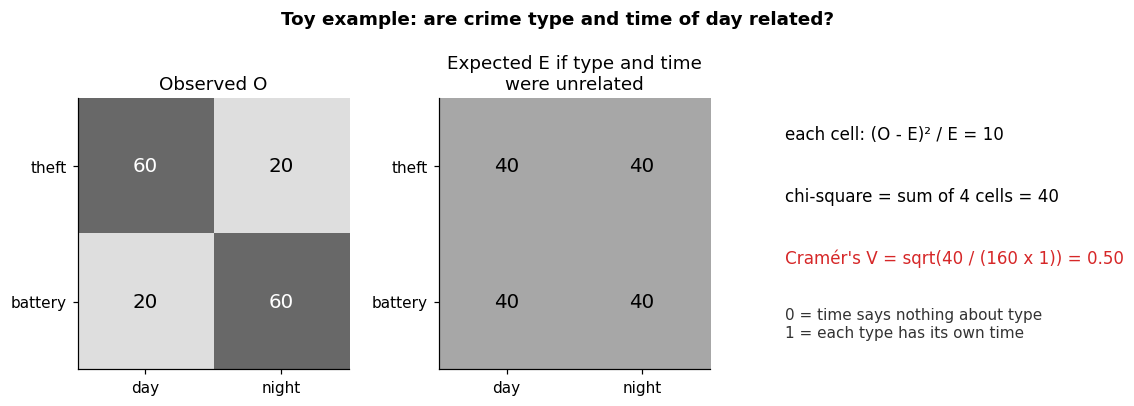 Toy example: are crime type and time of day related?
Observed O
theft
60
20
battery
20
60
day
night
Expected E if type and time
were unrelated
theft
40
40
battery
40
40
day
night
each cell: (O - E)² / E = 10
chi-square = sum of 4 cells = 40
Cramér's V = sqrt(40 / (160 x 1)) = 0.50
0 = time says nothing about type
1 = each type has its own time